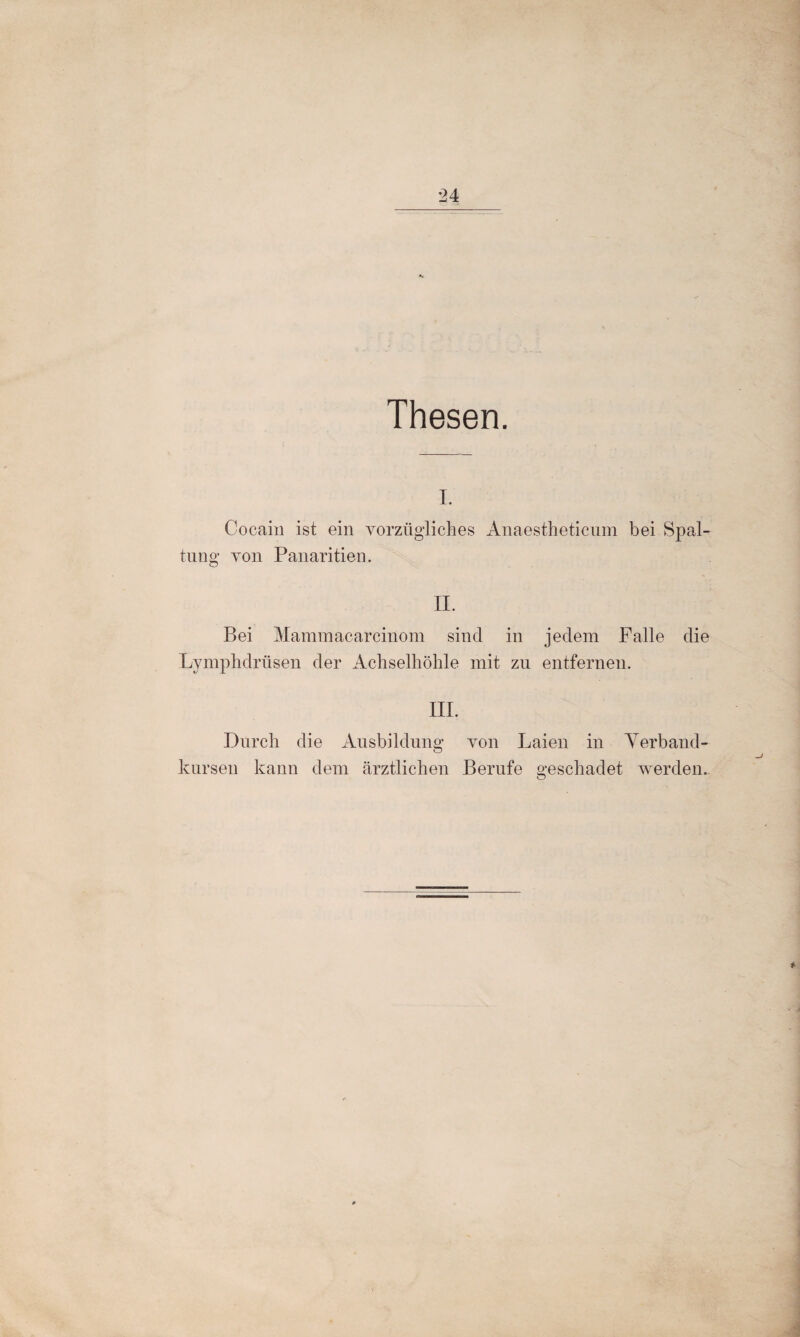 24
Thesen.
I.
Cocain ist ein vorzügliches Anaestheticum bei Spal-
tung von Panaritien.
II.
Bei Mammacarcinom sind in jedem Falle die
Lymphdrüsen der Achselhöhle mit zu entfernen.
III.
Durch die Ausbildung von Laien in Verband-
kursen kann dem ärztlichen Berufe geschadet werden.